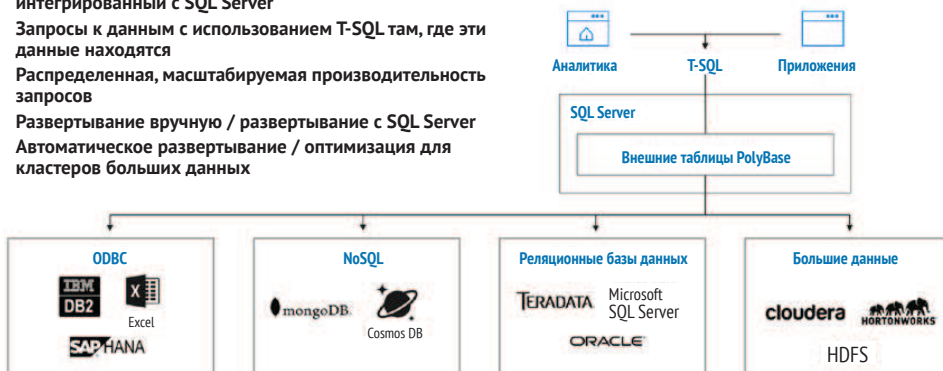 интегрированный с SQL Server
Запросы к данным с использованием T-SQL там, где эти
данные находятся
Распределенная, масштабируемая производительность
запросов
Развертывание вручную / развертывание с SQL Server
Автоматическое развертывание / оптимизация для
кластеров больших данных
Аналитика
T-SQL
Приложения
SQL Server
Внешние таблицы PolyBase
ODBC
IBM
DB2
X
Excel
SAP HANA
NoSQL
mongoDB.
Cosmos DB
Реляционные базы данных
TERADATA
Microsoft
SQL Server
ORACLE
Большие данные
cloudera
HORTONWORKS
HDFS